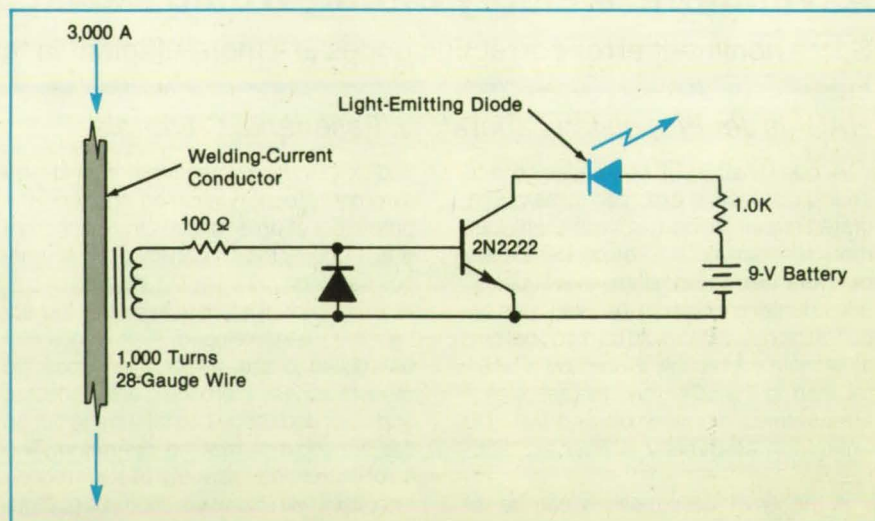 3,000 A
Light-Emitting Diode
Welding-Current
Conductor
100 Ω
1.0K
2N2222
9-V Battery
1,000 Turns
28-Gauge Wire